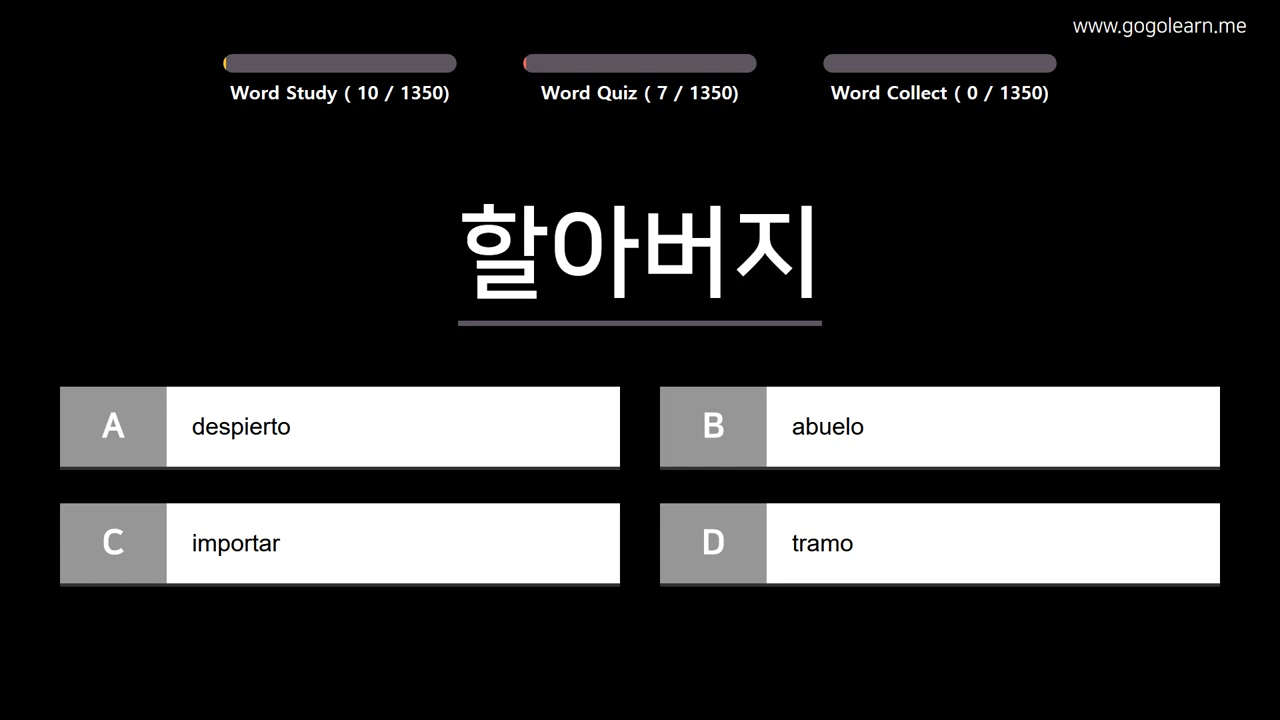 www.gogolearn.me
Word Study ( 10 / 1350)
Word Quiz ( 7 / 1350)
Word Collect ( 0 / 1350)
할아버지
A despierto
B abuelo
C importar
D tramo